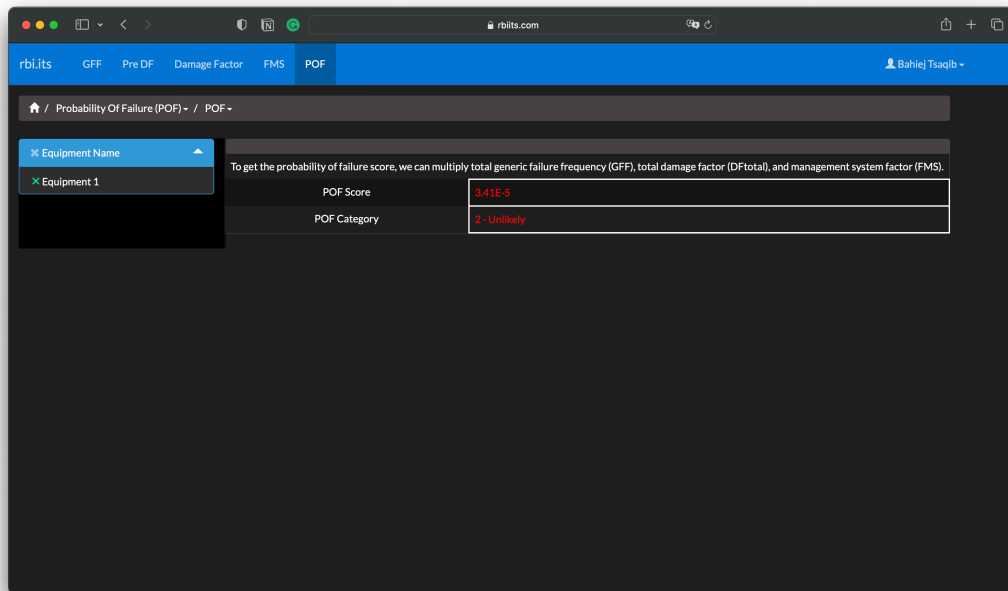 rbiits.com
rbi.its GFF Pre DF Damage Factor FMS POF Bahiej Tsaqib
/ Probability Of Failure (POF) / POF
Equipment Name
Equipment 1
To get the probability of failure score, we can multiply total generic failure frequency (GFF), total damage factor (DFtotal), and management system factor (FMS).
POF Score 3.41E-5
POF Category 2 - Unlikely